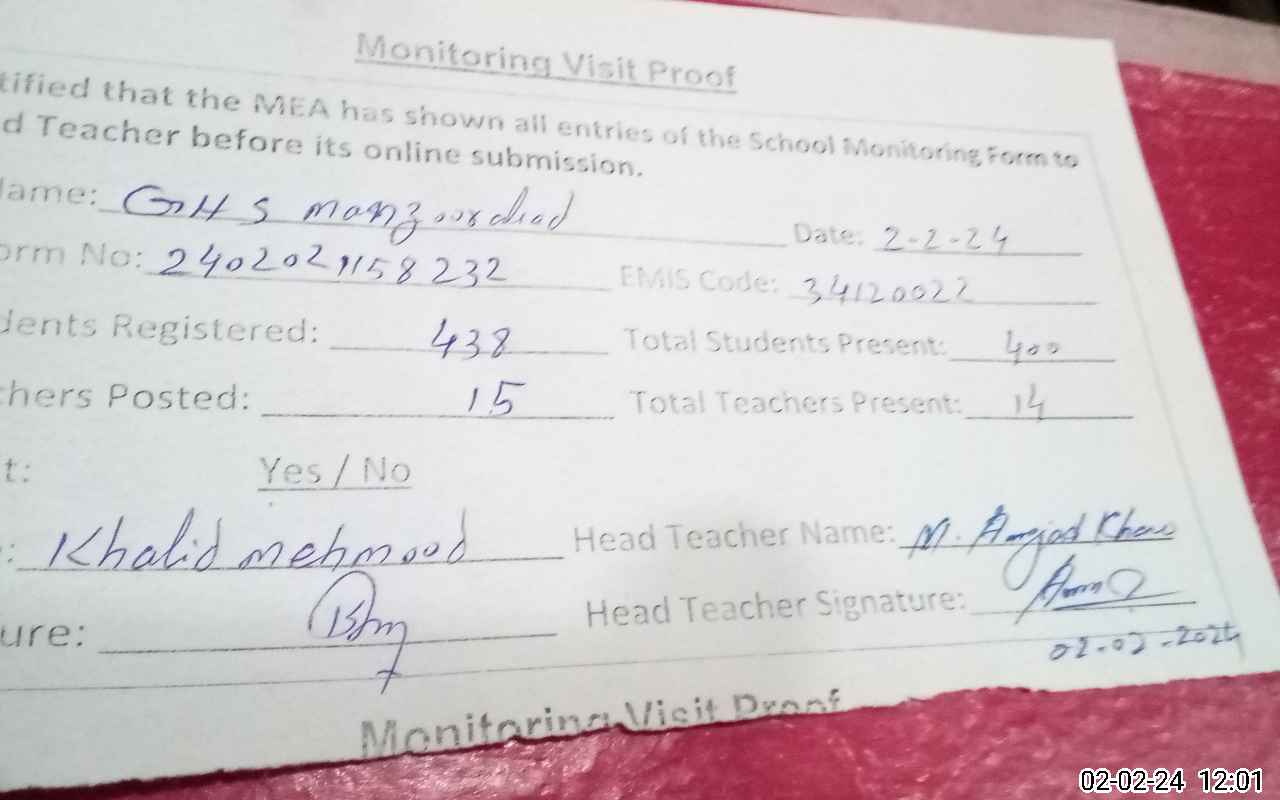 Monitoring Visit Proof
tified that the MEA has shown all entries of the School Monitoring Form to
d Teacher before its online submission.
ame: GHS manzoorabad Date: 2-2-24
orm No: 2402021158232 EMIS Code: 34120022
dents Registered: 438 Total Students Present: 400
hers Posted: 15 Total Teachers Present: 14
t: Yes / No
: Khalid mehmood Head Teacher Name: M. Amjad Khan
ure: Head Teacher Signature:
02-02-2024
Monitoring Visit Proof
02-02-24 12:01